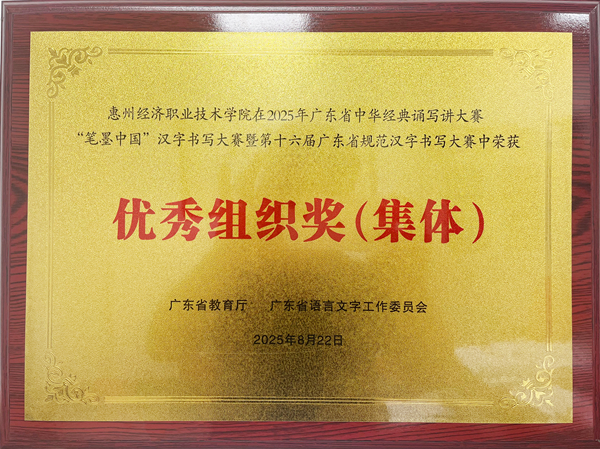 惠州经济职业技术学院在2025年广东省中华经典诵写讲大赛
“笔墨中国”汉字书写大赛暨第十六届广东省规范汉字书写大赛中荣获
优秀组织奖(集体)
广东省教育厅 广东省语言文字工作委员会
2025年8月22日